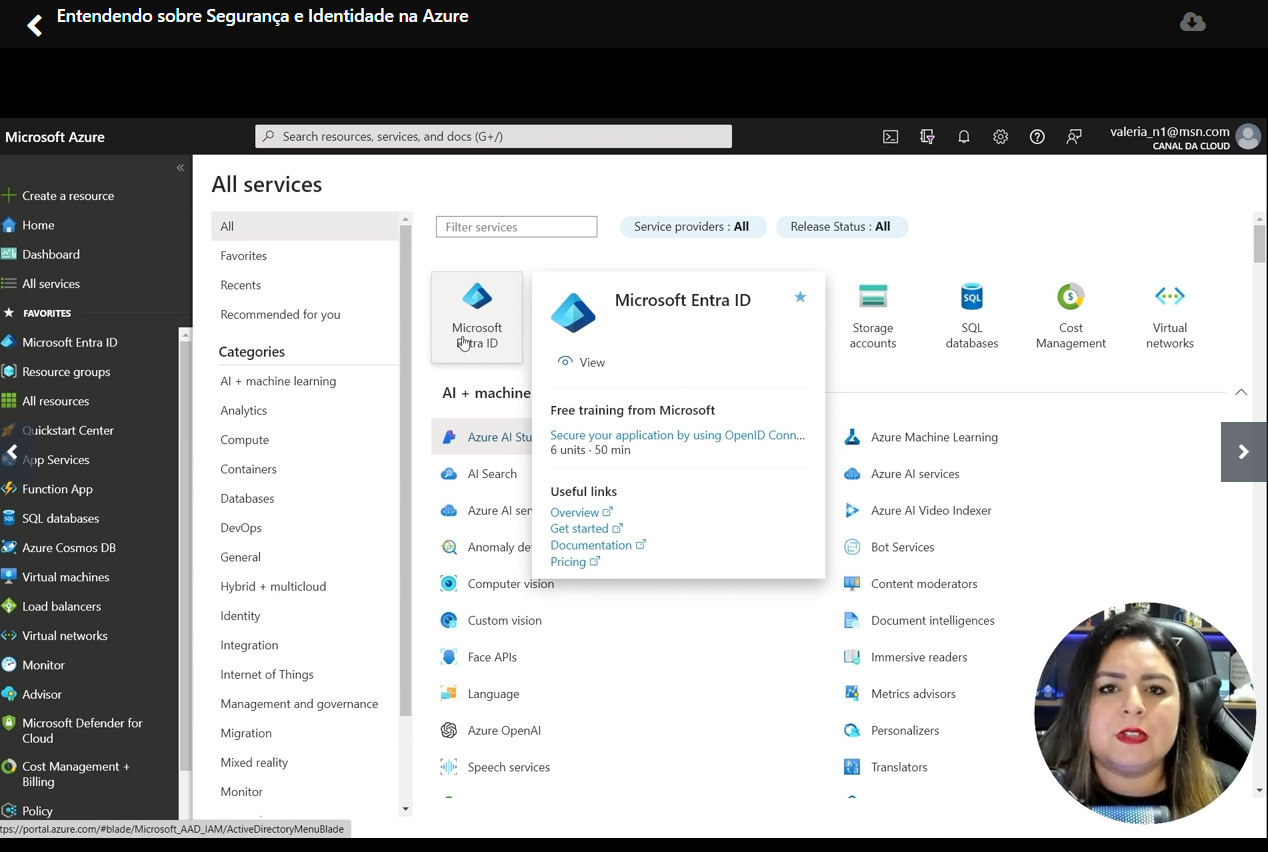 Entendendo sobre Segurança e Identidade na Azure
Microsoft Azure
Search resources, services, and docs (G+/)
valeria_n1@msn.com
CANAL DA CLOUD
Create a resource
Home
Dashboard
All services
FAVORITES
Microsoft Entra ID
Resource groups
All resources
Quickstart Center
App Services
Function App
SQL databases
Azure Cosmos DB
Virtual machines
Load balancers
Virtual networks
Monitor
Advisor
Microsoft Defender for
Cloud
Cost Management +
Billing
Policy
tps://portal.azure.com/#blade/Microsoft_AAD_IAM/ActiveDirectoryMenuBlade
All services
All
Favorites
Recents
Recommended for you
Categories
AI + machine learning
Analytics
Compute
Containers
Databases
DevOps
General
Hybrid + multicloud
Identity
Integration
Internet of Things
Management and governance
Migration
Mixed reality
Monitor
Filter services
Service providers : All
Release Status : All
Microsoft
Entra ID
Microsoft Entra ID
View
Free training from Microsoft
Secure your application by using OpenID Conn...
6 units · 50 min
Useful links
Overview
Get started
Documentation
Pricing
Storage
accounts
SQL
SQL
databases
Cost
Management
Virtual
networks
AI + machine
Azure AI Stu
AI Search
Azure AI ser
Anomaly de
Computer vision
Custom vision
Face APIs
Language
Azure OpenAI
Speech services
Azure Machine Learning
Azure AI services
Azure AI Video Indexer
Bot Services
Content moderators
Document intelligences
Immersive readers
Metrics advisors
Personalizers
Translators